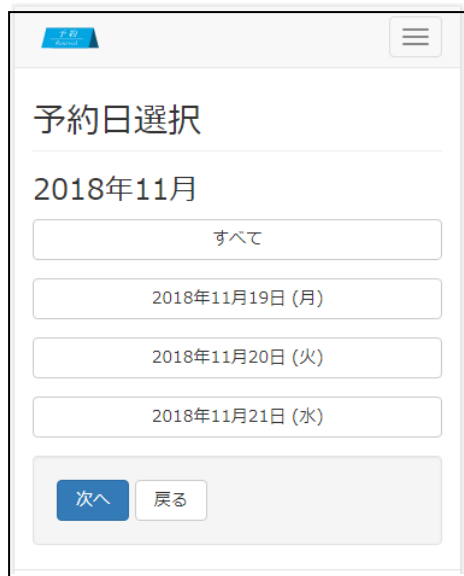 予約
予約日選択
2018年11月
すべて
2018年11月19日 (月)
2018年11月20日 (火)
2018年11月21日 (水)
次へ 戻る